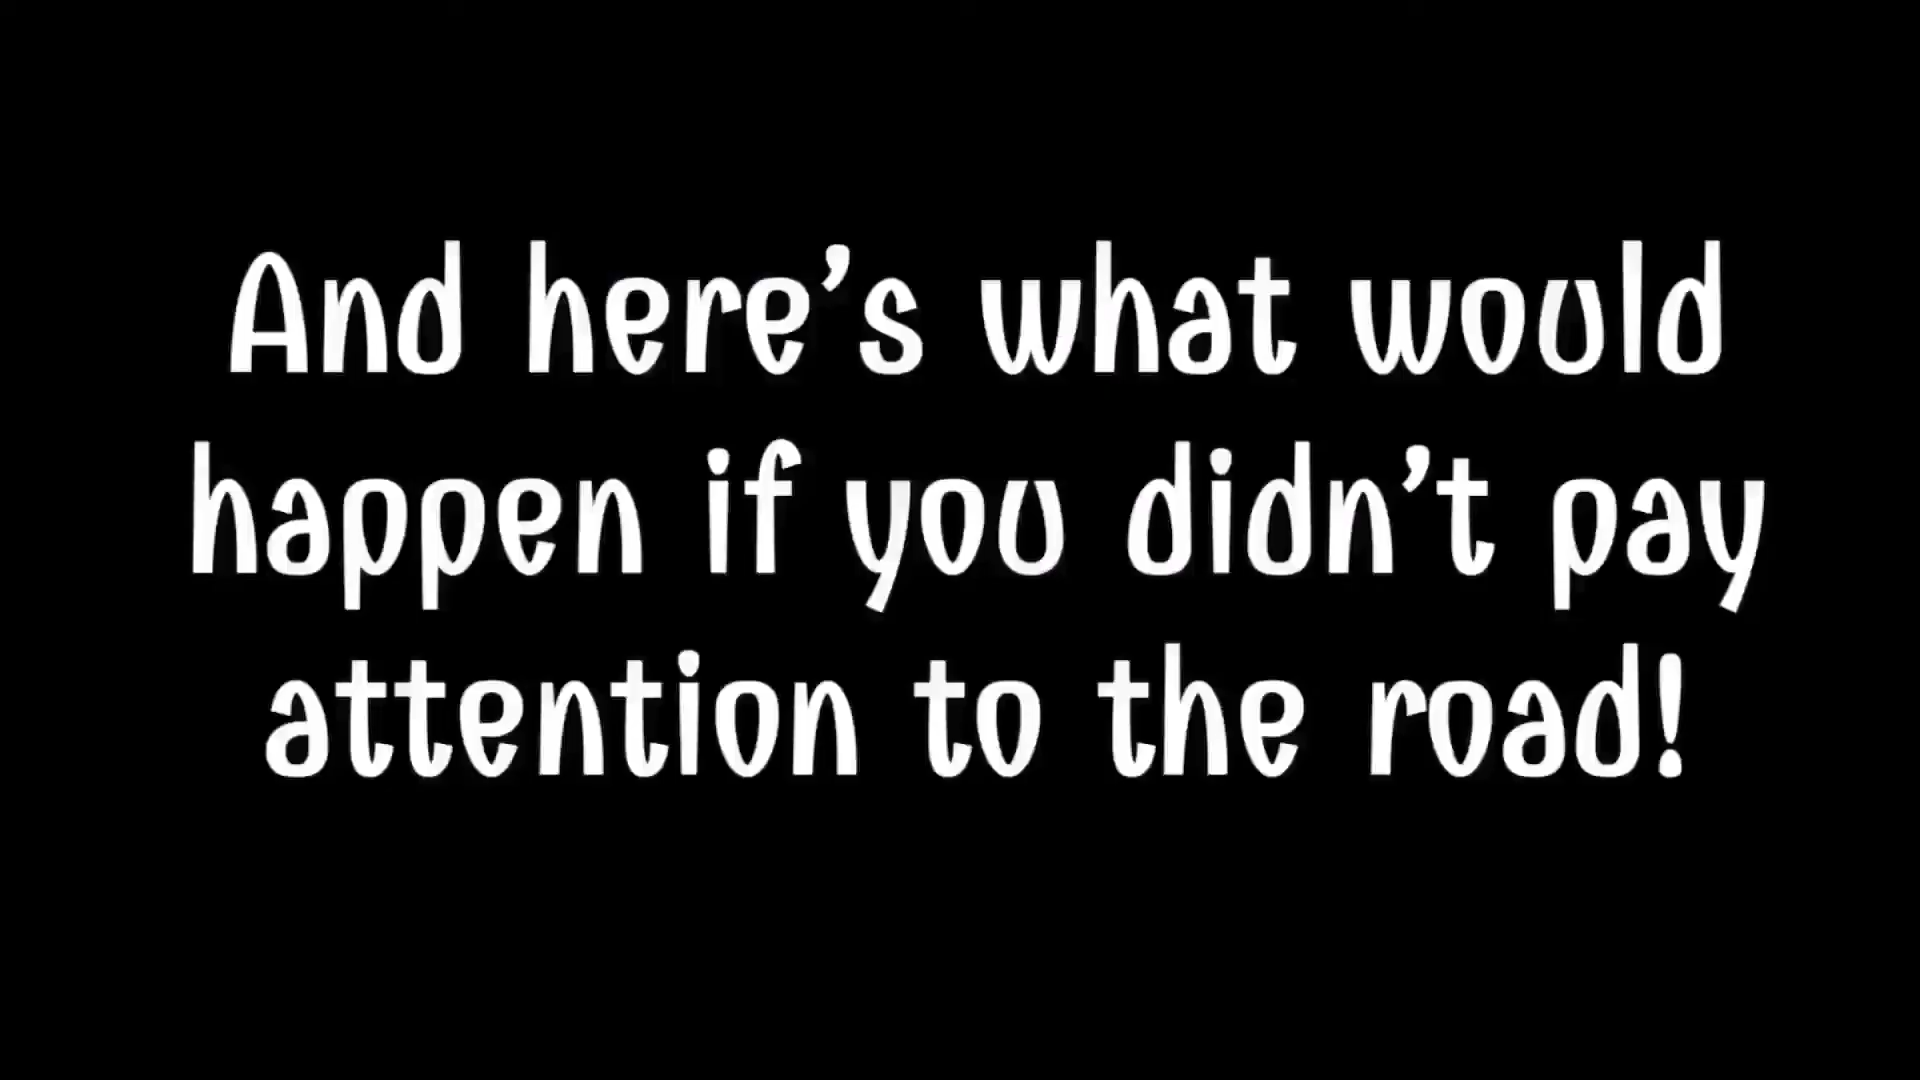 And here’s what would
happen if you didn’t pay
attention to the road!